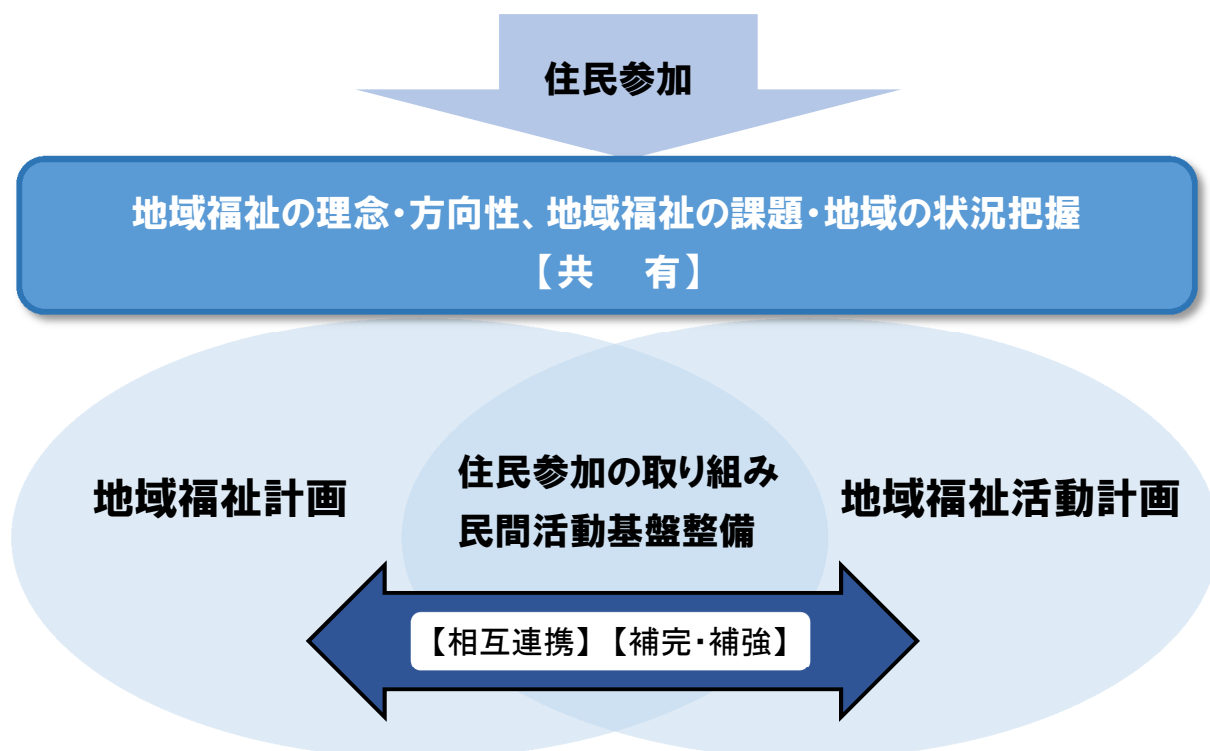 住民参加
地域福祉の理念・方向性、地域福祉の課題・地域の状況把握
【共　有】
地域福祉計画
住民参加の取り組み
民間活動基盤整備
地域福祉活動計画
【相互連携】【補完・補強】